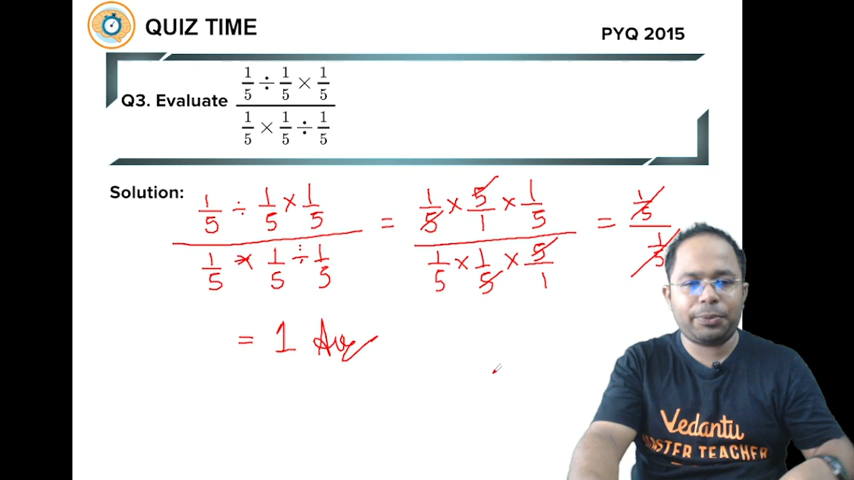 QUIZ TIME
PYQ 2015
Q3. Evaluate (1/5 ÷ 1/5 × 1/5) / (1/5 × 1/5 ÷ 1/5)
Solution: (1/5 ÷ 1/5 × 1/5) / (1/5 × 1/5 ÷ 1/5) = (1/5 × 5/1 × 1/5) / (1/5 × 1/5 × 5/1) = (1/5) / (1/5)
= 1 Ans
Vedantu
MASTER TEACHER